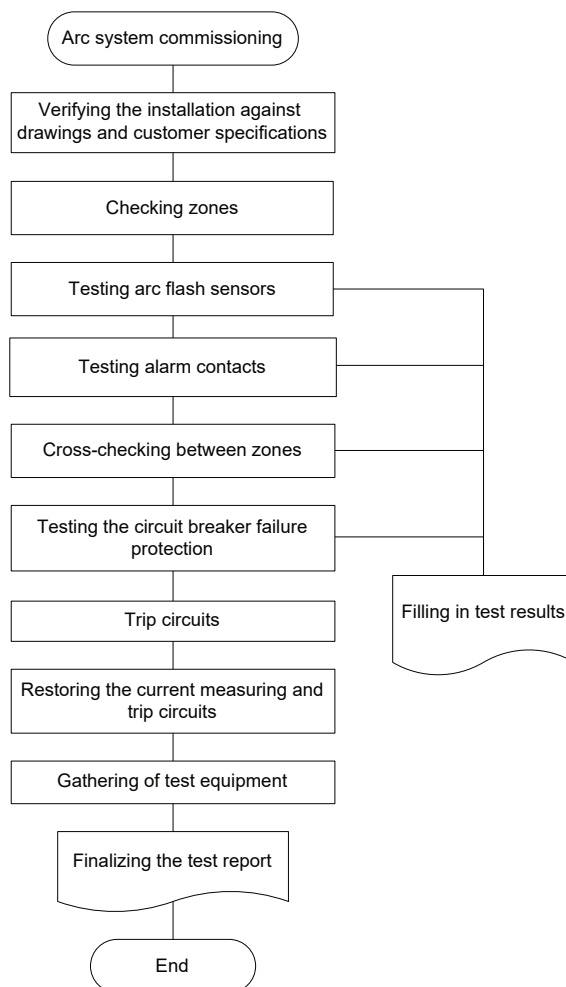 Arc system commissioning
Verifying the installation against
drawings and customer specifications
Checking zones
Testing arc flash sensors
Testing alarm contacts
Cross-checking between zones
Testing the circuit breaker failure
protection
Filling in test results
Trip circuits
Restoring the current measuring and
trip circuits
Gathering of test equipment
Finalizing the test report
End